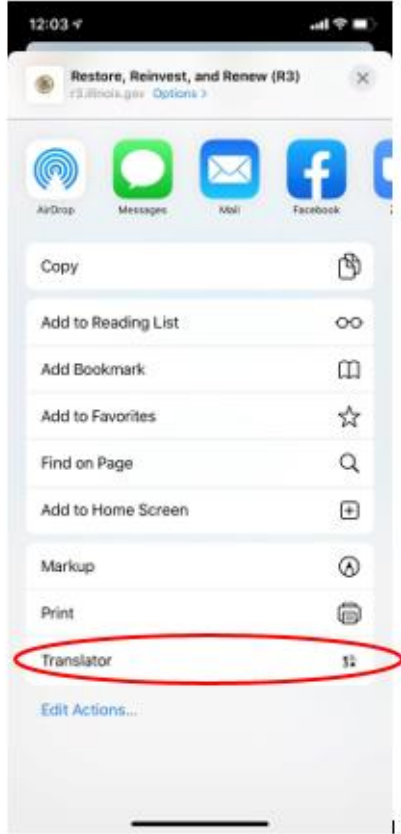 12:03
Restore, Reinvest, and Renew (R3)
r3.illinois.gov Options >
AirDrop Messages Mail Facebook
Copy
Add to Reading List
Add Bookmark
Add to Favorites
Find on Page
Add to Home Screen
Markup
Print
Translator
Edit Actions...